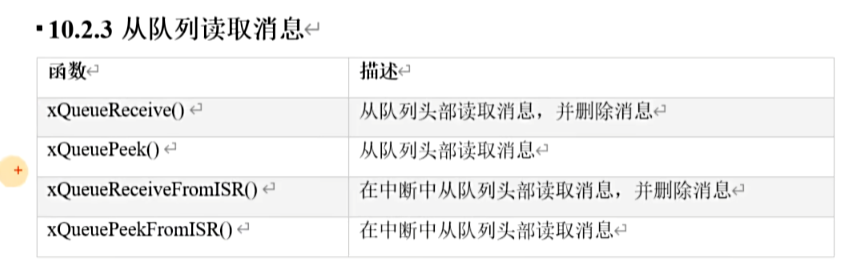 ▪10.2.3 从队列读取消息↵
函数↵ 描述↵
xQueueReceive()↵ 从队列头部读取消息，并删除消息↵
xQueuePeek()↵ 从队列头部读取消息↵
xQueueReceiveFromISR()↵ 在中断中从队列头部读取消息，并删除消息↵
xQueuePeekFromISR()↵ 在中断中从队列头部读取消息↵